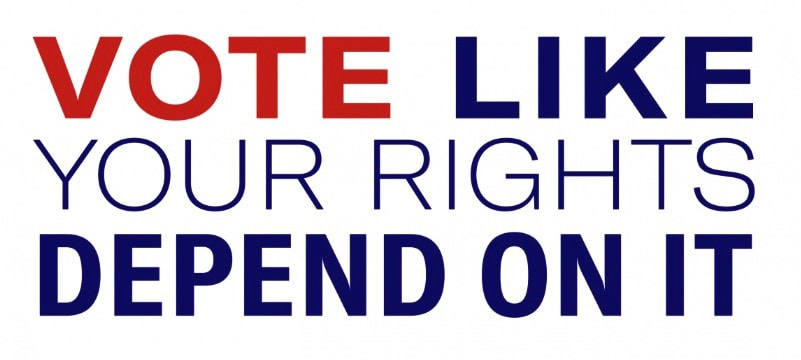 VOTE LIKE
YOUR RIGHTS
DEPEND ON IT